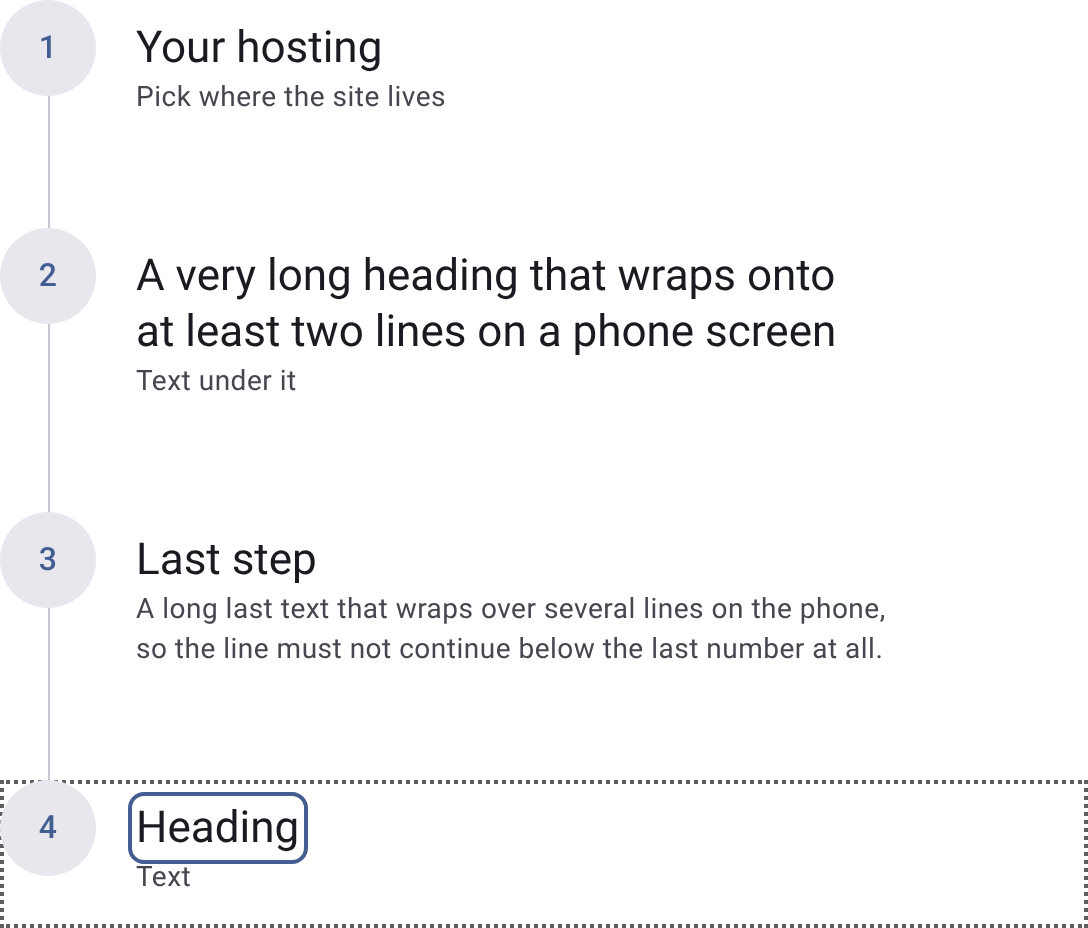 1
Your hosting
Pick where the site lives
2
A very long heading that wraps onto
at least two lines on a phone screen
Text under it
3
Last step
A long last text that wraps over several lines on the phone,
so the line must not continue below the last number at all.
4
Heading
Text